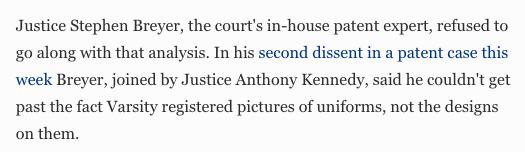 Justice Stephen Breyer, the court's in-house patent expert, refused to
go along with that analysis. In his second dissent in a patent case this
week Breyer, joined by Justice Anthony Kennedy, said he couldn't get
past the fact Varsity registered pictures of uniforms, not the designs
on them.